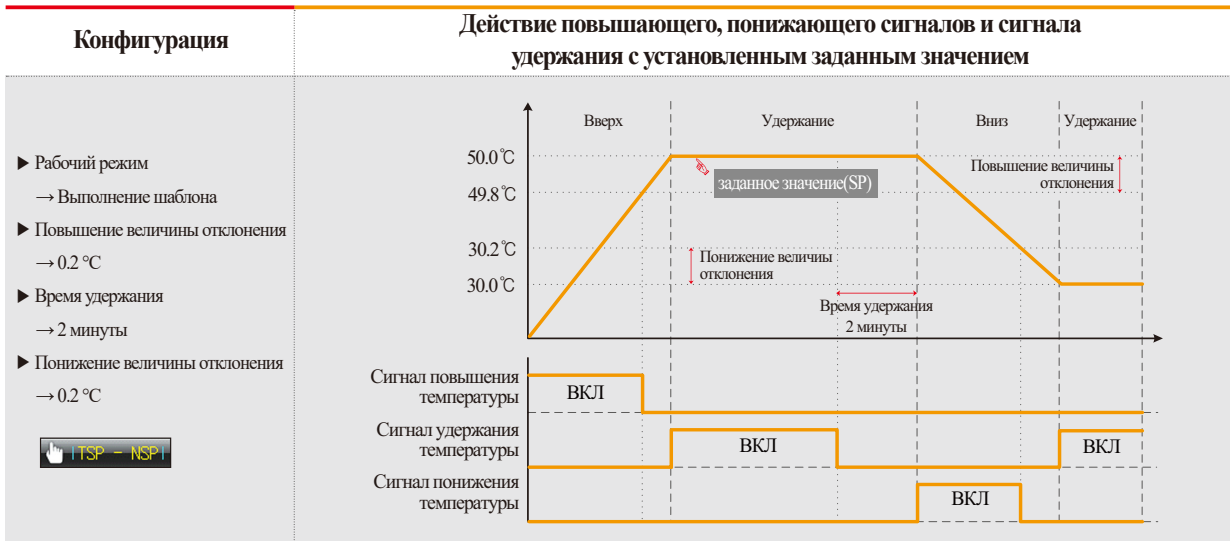 Конфигурация
Действие повышающего, понижающего сигналов и сигнала
удержания с установленным заданным значением
▶ Рабочий режим
→ Выполнение шаблона
▶ Повышение величины отклонения
→ 0.2 °C
▶ Время удержания
→ 2 минуты
▶ Понижение величины отклонения
→ 0.2 °C
|TSP - NSP|
Вверх
Удержание
Вниз
Удержание
50.0℃
49.8℃
30.2℃
30.0℃
заданное значение(SP)
Повышение величины
отклонения
Понижение величины
отклонения
Время удержания
2 минуты
Сигнал повышения
температуры
ВКЛ
Сигнал удержания
температуры
ВКЛ
ВКЛ
Сигнал понижения
температуры
ВКЛ